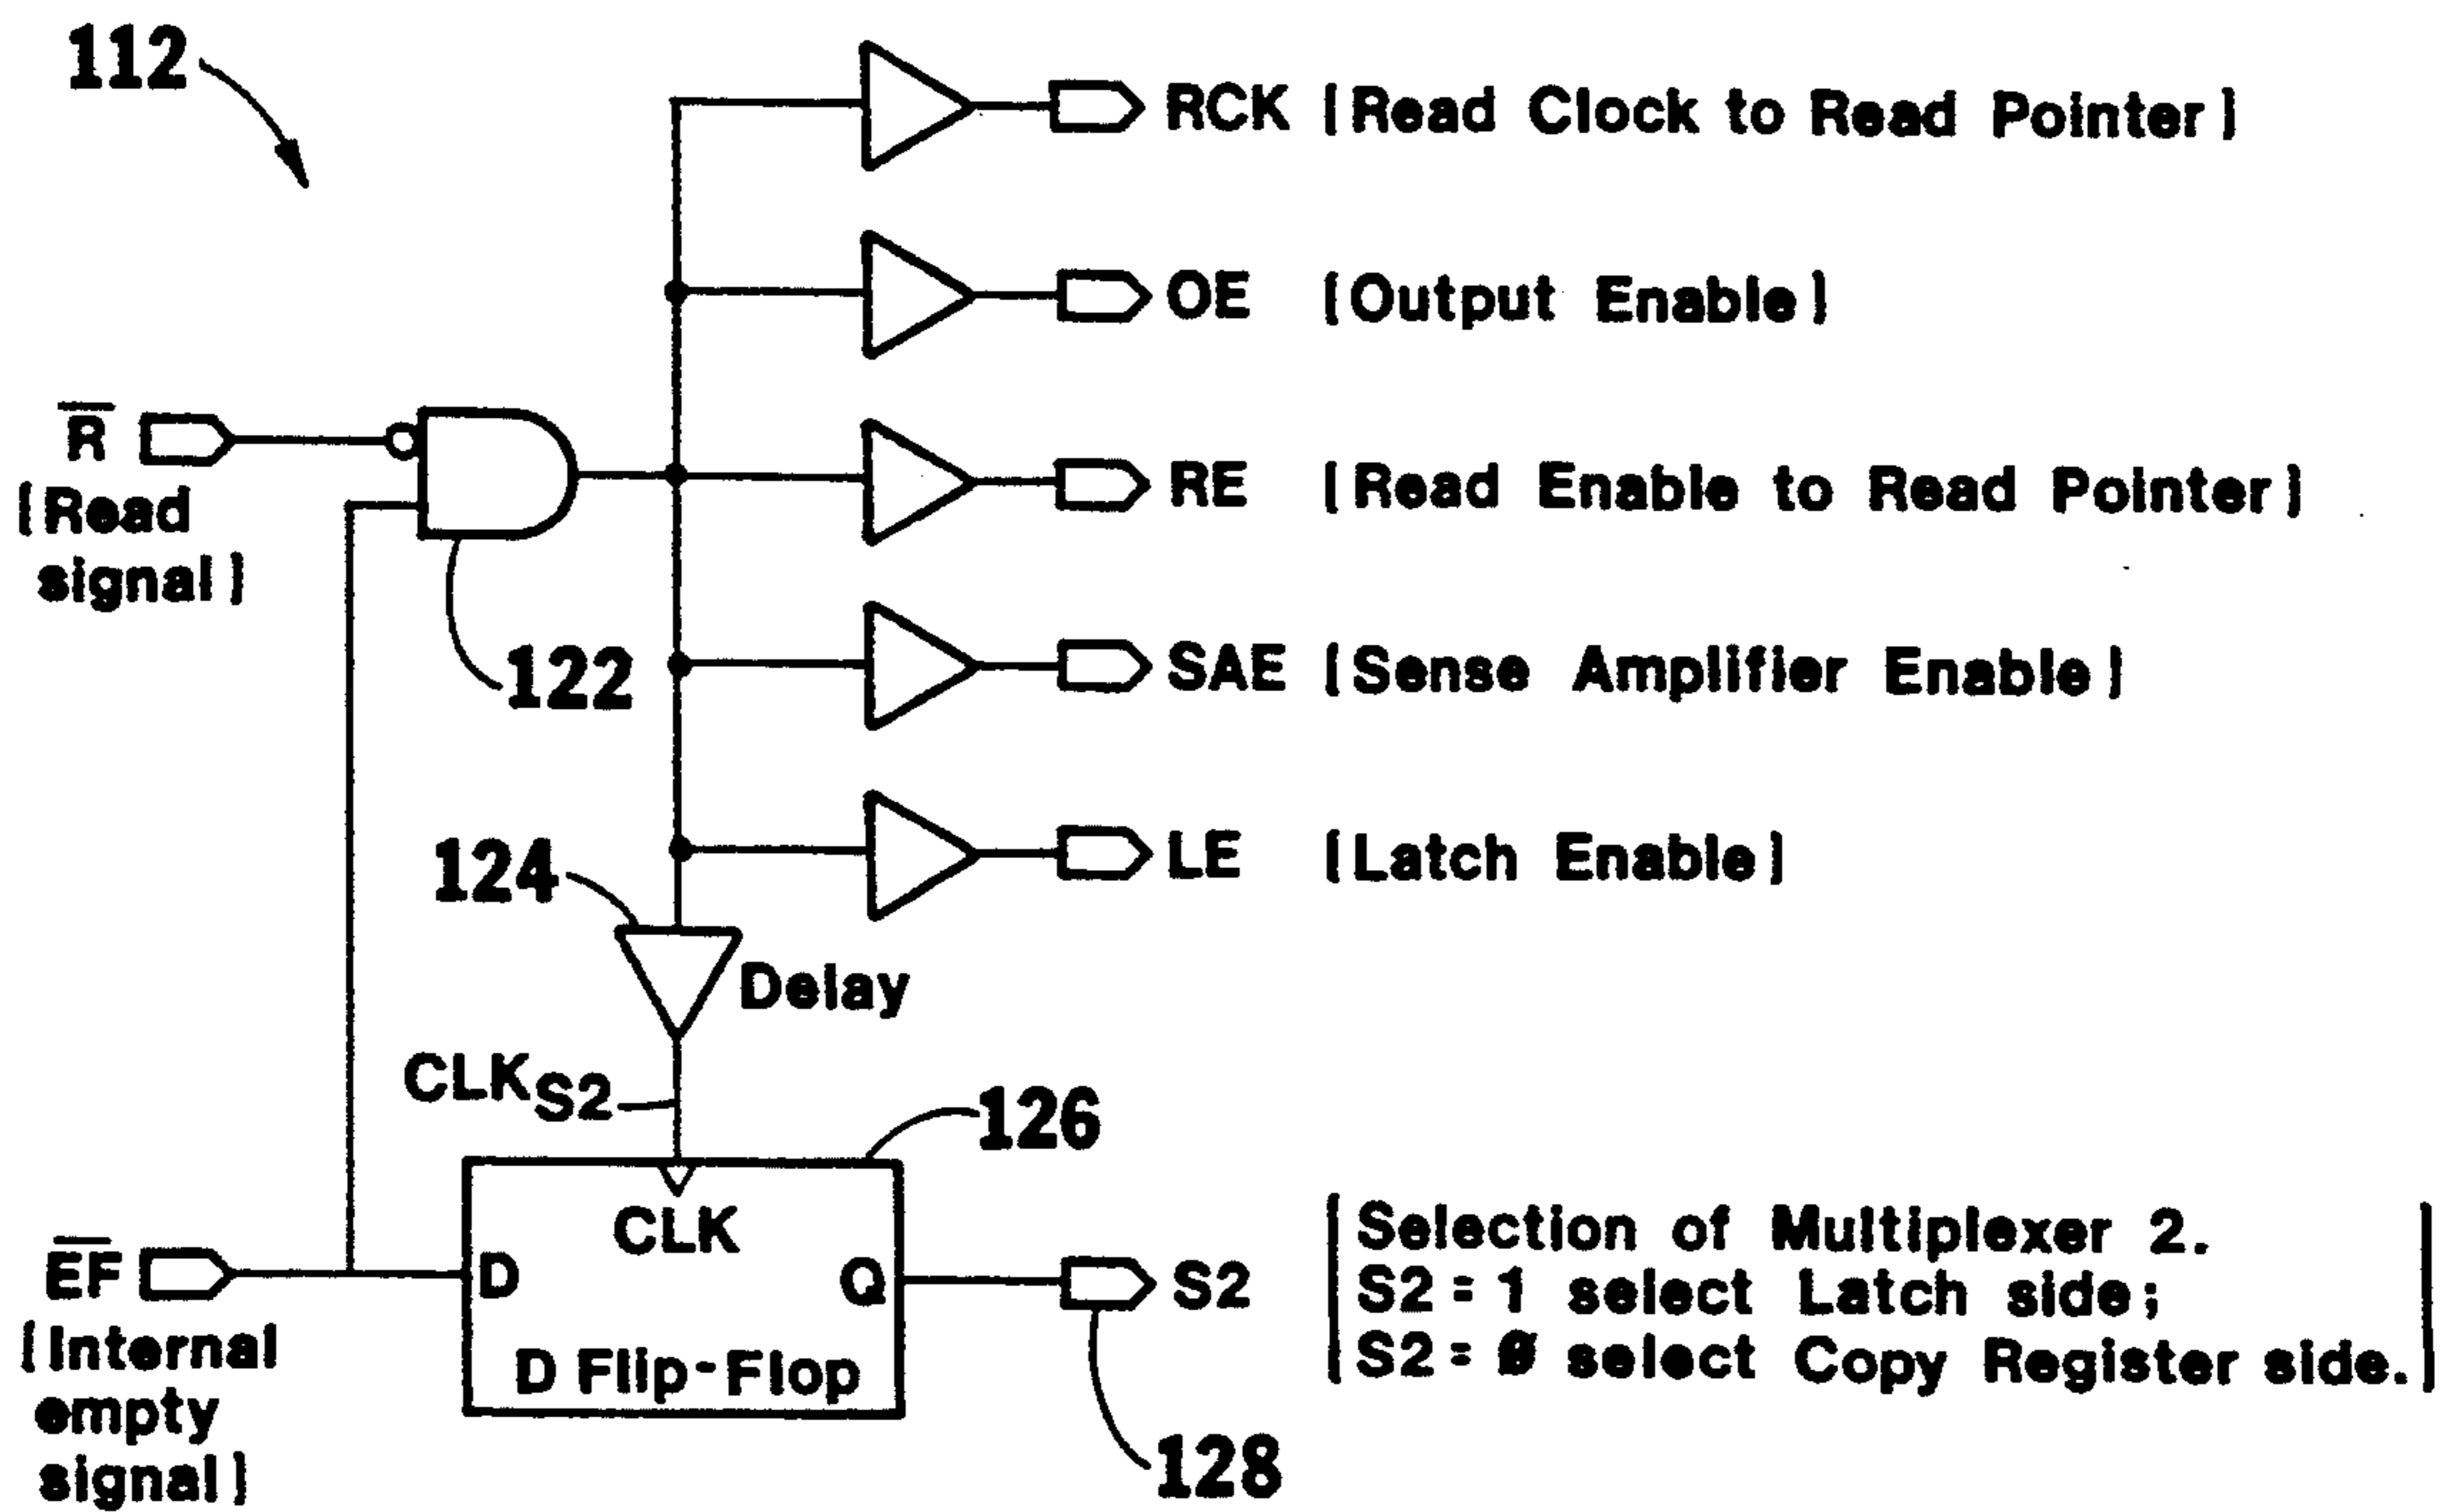 112
RCK [Read Clock to Read Pointer]
OE [Output Enable]
R̅
[Read
signal]
RE [Read Enable to Read Pointer]
122
SAE [Sense Amplifier Enable]
LE [Latch Enable]
124
Delay
CLKS2
126
CLK
D
Q
D Flip-Flop
E̅F̅
[Internal
empty
signal]
S2
[Selection of Multiplexer 2.
S2=1 select Latch side;
S2=0 select Copy Register side.]
128